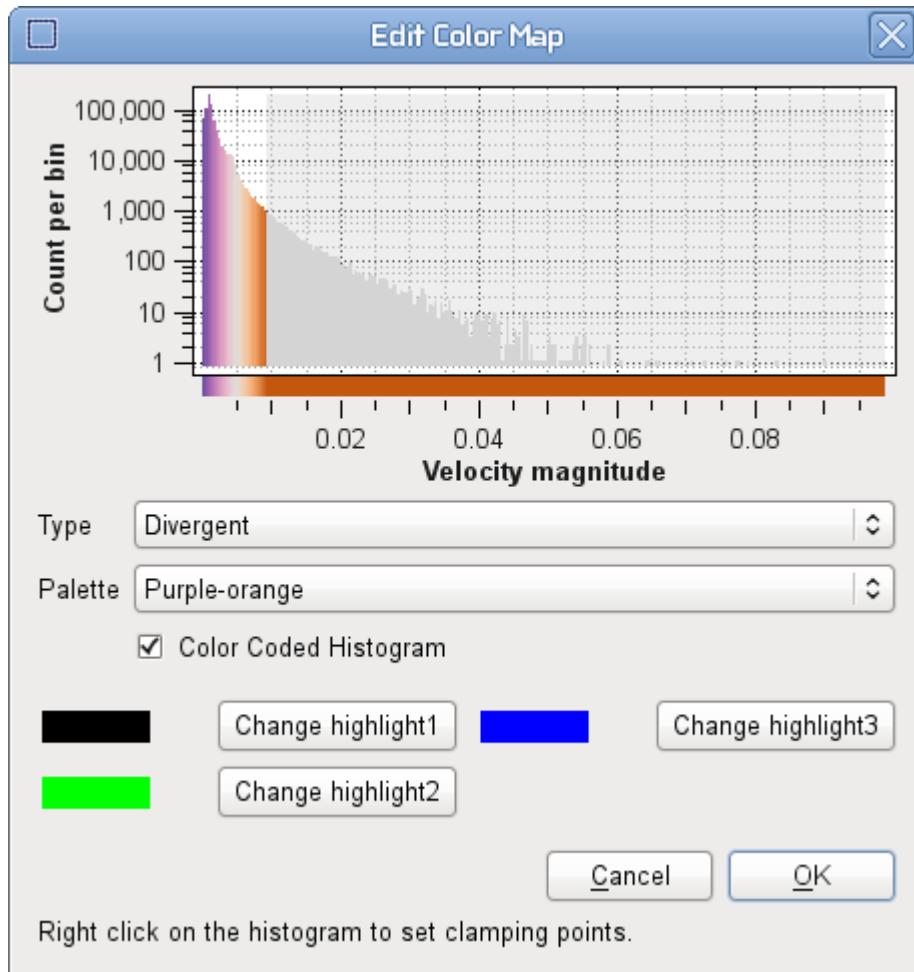 Edit Color Map
Count per bin
100,000
10,000
1,000
100
10
1
0.02 0.04 0.06 0.08
Velocity magnitude
Type Divergent
Palette Purple-orange
Color Coded Histogram
Change highlight1 Change highlight3
Change highlight2
Cancel OK
Right click on the histogram to set clamping points.